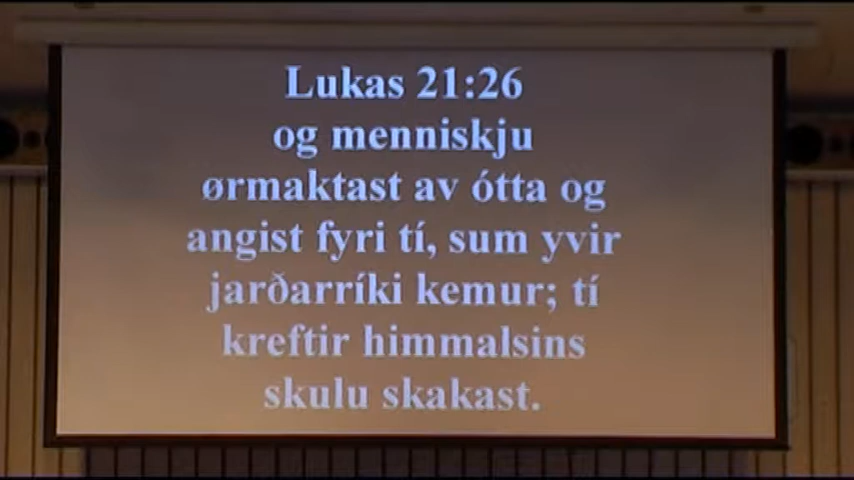 Lukas 21:26
og menniskju
ørmaktast av ótta og
angist fyri tí, sum yvir
jarðarríki kemur; tí
kreftir himmalsins
skulu skakast.